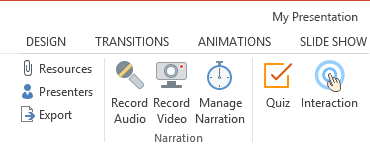 My Presentation
DESIGN TRANSITIONS ANIMATIONS SLIDE SHOW
Resources
Presenters
Export
Record Audio
Record Video
Manage Narration
Narration
Quiz
Interaction